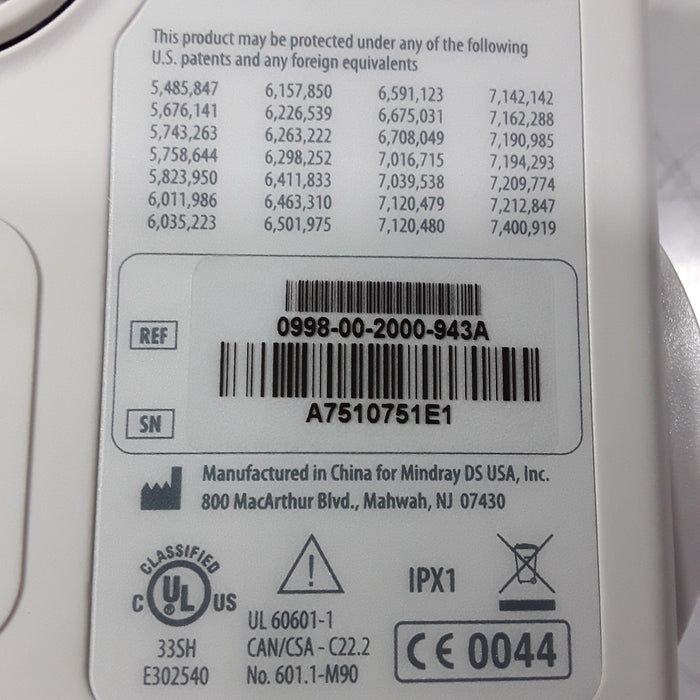 This product may be protected under any of the following
U.S. patents and any foreign equivalents
5,485,847 6,157,850 6,591,123 7,142,142
5,676,141 6,226,539 6,675,031 7,162,288
5,743,263 6,263,222 6,708,049 7,190,985
5,758,644 6,298,252 7,016,715 7,194,293
5,823,950 6,411,833 7,039,538 7,209,774
6,011,986 6,463,310 7,120,479 7,212,847
6,035,223 6,501,975 7,120,480 7,400,919
0998-00-2000-943A
REF
A7510751E1
SN
Manufactured in China for Mindray DS USA, Inc.
800 MacArthur Blvd., Mahwah, NJ 07430
CLASSIFIED
C UL ® US
33SH
E302540
!
UL 60601-1
CAN/CSA - C22.2
No. 601.1-M90
IPX1
CE 0044